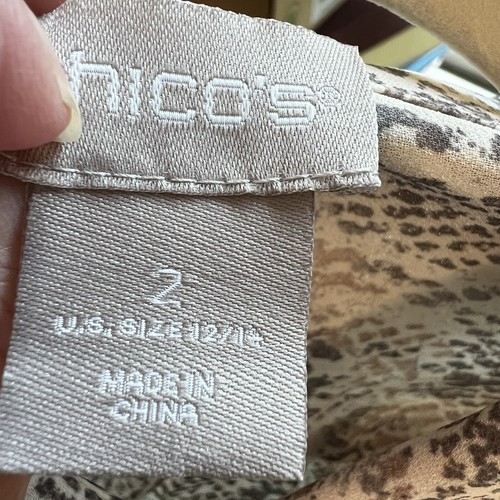 hico's®
2
U.S. SIZE 12/14
MADE IN
CHINA